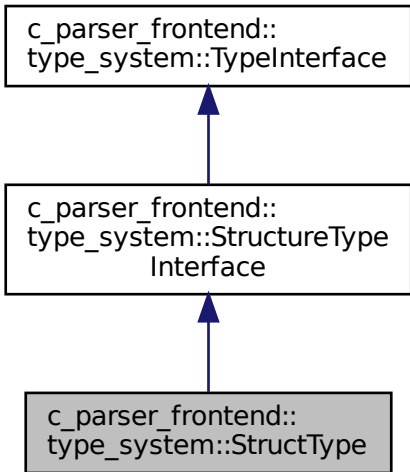 c_parser_frontend::
type_system::TypeInterface
c_parser_frontend::
type_system::StructureType
Interface
c_parser_frontend::
type_system::StructType